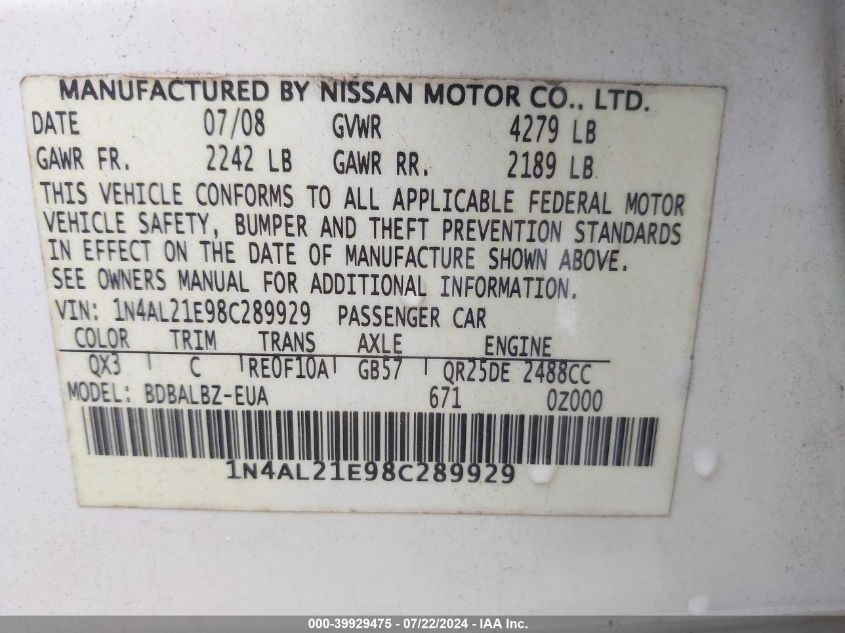 MANUFACTURED BY NISSAN MOTOR CO., LTD.
DATE 07/08 GVWR 4279 LB
GAWR FR. 2242 LB GAWR RR. 2189 LB
THIS VEHICLE CONFORMS TO ALL APPLICABLE FEDERAL MOTOR
VEHICLE SAFETY, BUMPER AND THEFT PREVENTION STANDARDS
IN EFFECT ON THE DATE OF MANUFACTURE SHOWN ABOVE.
SEE OWNERS MANUAL FOR ADDITIONAL INFORMATION.
VIN: 1N4AL21E98C289929 PASSENGER CAR
COLOR TRIM TRANS AXLE ENGINE
QX3 C RE0F10A GB57 QR25DE 2488CC
MODEL: BDBALBZ-EUA 671 0Z000
1N4AL21E98C289929
000-39929475 - 07/22/2024 - IAA Inc.